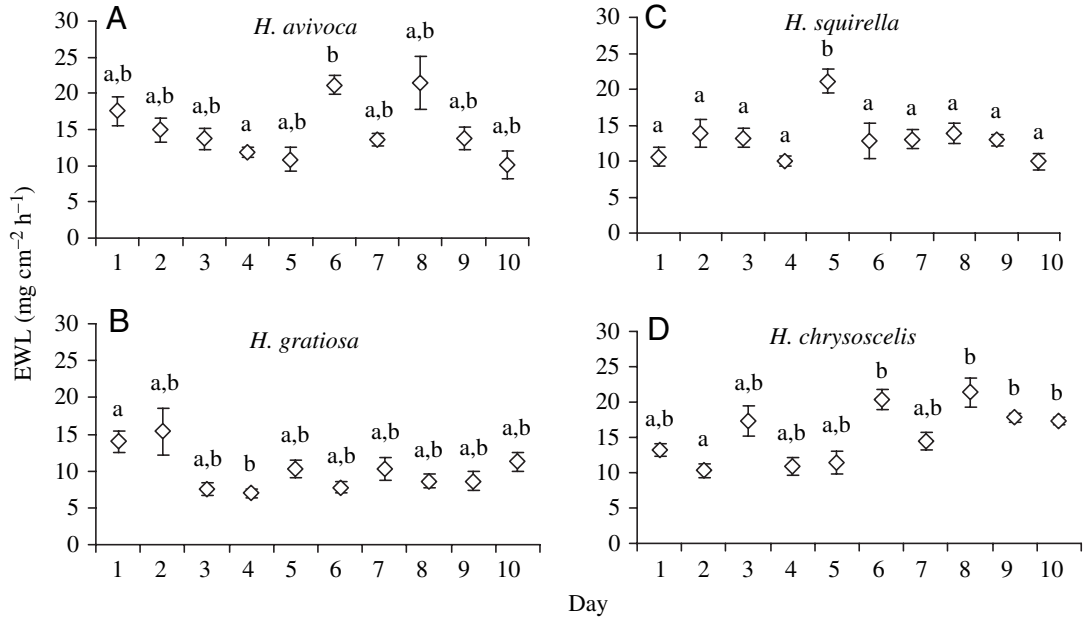 A
H. avivoca
30
25
20
15
10
5
0
a,b
a,b
a,b
a
a,b
b
a,b
a,b
a,b
a,b
1 2 3 4 5 6 7 8 9 10
C
H. squirella
30
25
20
15
10
5
0
a
a
a
a
b
a
a
a
a
a
1 2 3 4 5 6 7 8 9 10
EWL (mg cm⁻² h⁻¹)
B
H. gratiosa
30
25
20
15
10
5
0
a
a,b
a,b
b
a,b
a,b
a,b
a,b
a,b
a,b
1 2 3 4 5 6 7 8 9 10
D
H. chrysoscelis
30
25
20
15
10
5
0
a,b
a
a,b
a,b
a,b
b
a,b
b
b
b
1 2 3 4 5 6 7 8 9 10
Day